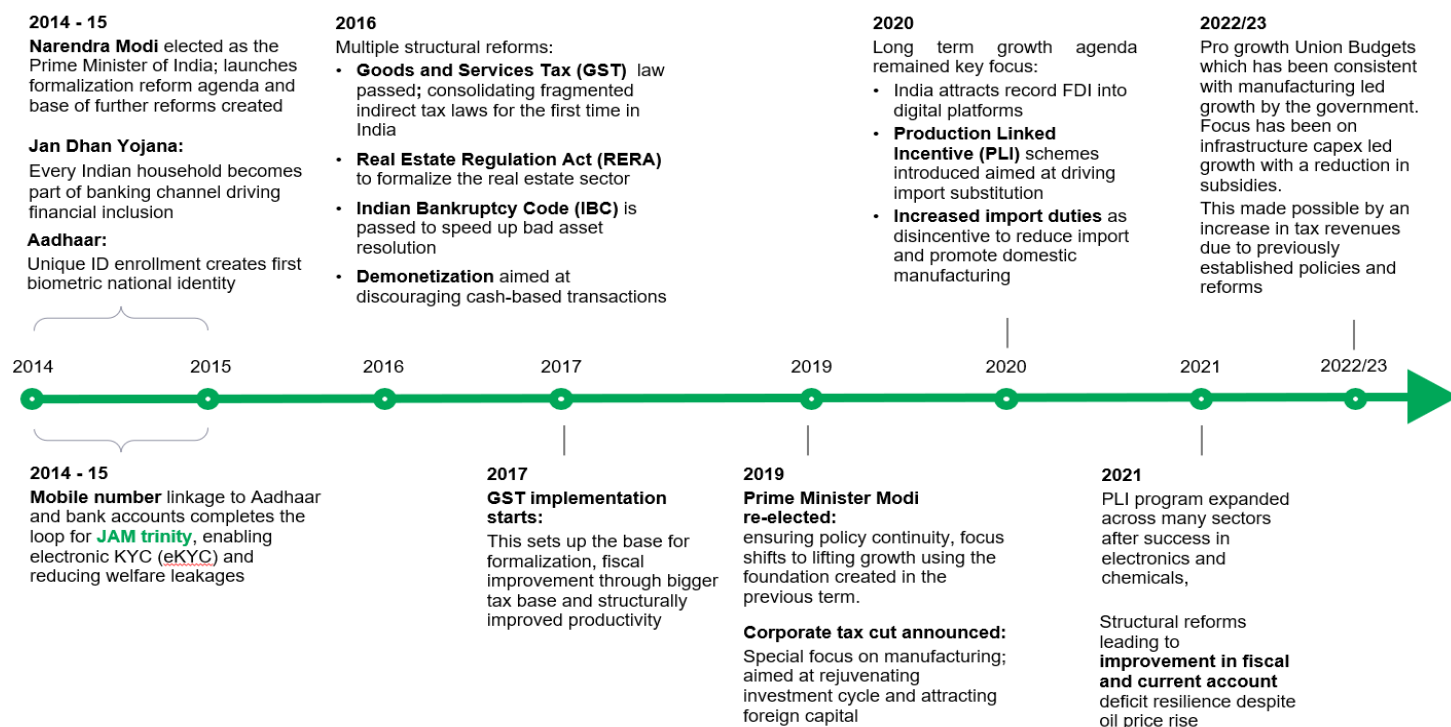 2014 - 15
Narendra Modi elected as the
Prime Minister of India; launches
formalization reform agenda and
base of further reforms created
Jan Dhan Yojana:
Every Indian household becomes
part of banking channel driving
financial inclusion
Aadhaar:
Unique ID enrollment creates first
biometric national identity
2016
Multiple structural reforms:
• Goods and Services Tax (GST) law
passed; consolidating fragmented
indirect tax laws for the first time in
India
• Real Estate Regulation Act (RERA)
to formalize the real estate sector
• Indian Bankruptcy Code (IBC) is
passed to speed up bad asset
resolution
• Demonetization aimed at
discouraging cash-based transactions
2020
Long term growth agenda
remained key focus:
• India attracts record FDI into
digital platforms
• Production Linked
Incentive (PLI) schemes
introduced aimed at driving
import substitution
• Increased import duties as
disincentive to reduce import
and promote domestic
manufacturing
2022/23
Pro growth Union Budgets
which has been consistent
with manufacturing led
growth by the government.
Focus has been on
infrastructure capex led
growth with a reduction in
subsidies.
This made possible by an
increase in tax revenues
due to previously
established policies and
reforms
2014
2015
2016
2017
2019
2020
2021
2022/23
2014 - 15
Mobile number linkage to Aadhaar
and bank accounts completes the
loop for JAM trinity, enabling
electronic KYC (eKYC) and
reducing welfare leakages
2017
GST implementation
starts:
This sets up the base for
formalization, fiscal
improvement through bigger
tax base and structurally
improved productivity
2019
Prime Minister Modi
re-elected:
ensuring policy continuity, focus
shifts to lifting growth using the
foundation created in the
previous term.
Corporate tax cut announced:
Special focus on manufacturing;
aimed at rejuvenating
investment cycle and attracting
foreign capital
2021
PLI program expanded
across many sectors
after success in
electronics and
chemicals,
Structural reforms
leading to
improvement in fiscal
and current account
deficit resilience despite
oil price rise